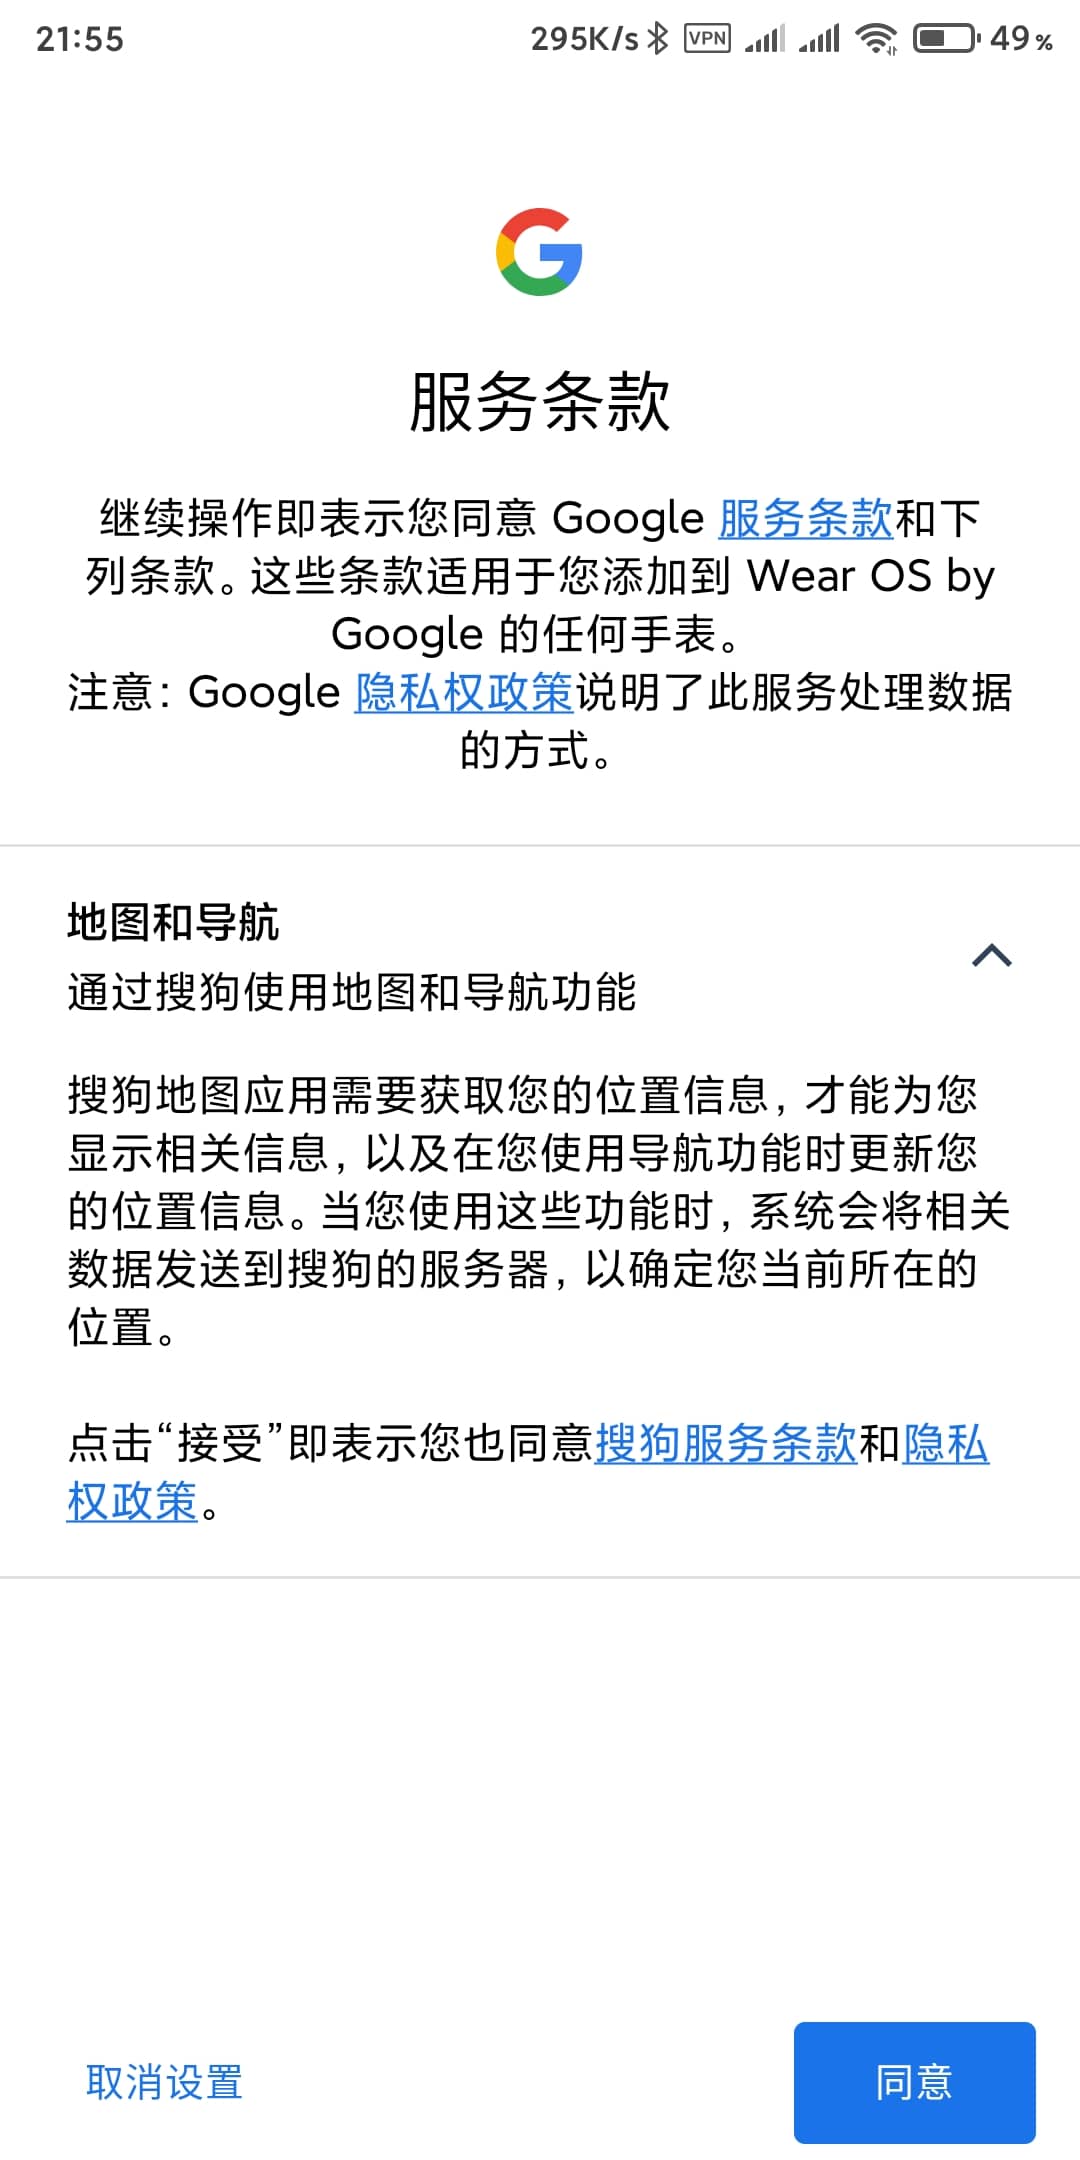 21:55 295K/s VPN 49%
服务条款
继续操作即表示您同意 Google 服务条款和下
列条款。这些条款适用于您添加到 Wear OS by
Google 的任何手表。
注意：Google 隐私权政策说明了此服务处理数据
的方式。
地图和导航
通过搜狗使用地图和导航功能
搜狗地图应用需要获取您的位置信息，才能为您
显示相关信息，以及在您使用导航功能时更新您
的位置信息。当您使用这些功能时，系统会将相关
数据发送到搜狗的服务器，以确定您当前所在的
位置。
点击“接受”即表示您也同意搜狗服务条款和隐私
权政策。
取消设置 同意